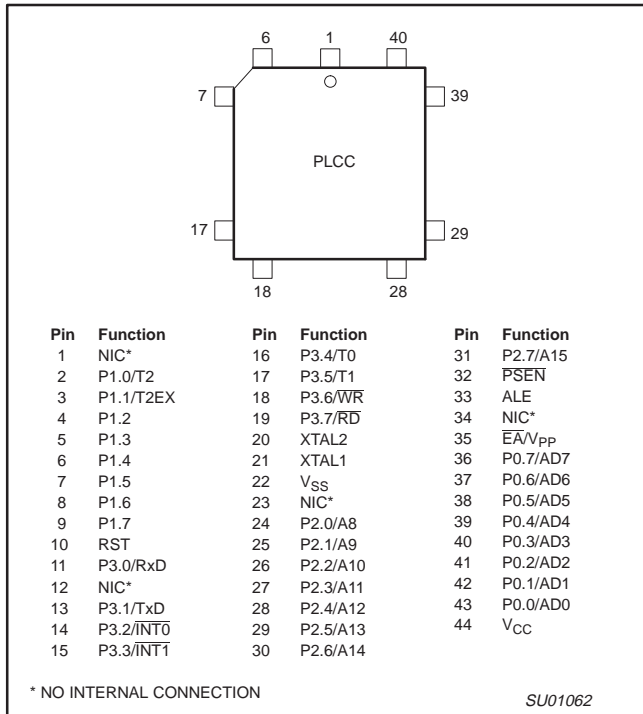 6 1 40
7 39
PLCC
17 29
18 28
Pin Function Pin Function Pin Function
1 NIC* 16 P3.4/T0 31 P2.7/A15
2 P1.0/T2 17 P3.5/T1 32 P̅S̅E̅N̅
3 P1.1/T2EX 18 P3.6/W̅R̅ 33 ALE
4 P1.2 19 P3.7/R̅D̅ 34 NIC*
5 P1.3 20 XTAL2 35 E̅A̅/VPP
6 P1.4 21 XTAL1 36 P0.7/AD7
7 P1.5 22 VSS 37 P0.6/AD6
8 P1.6 23 NIC* 38 P0.5/AD5
9 P1.7 24 P2.0/A8 39 P0.4/AD4
10 RST 25 P2.1/A9 40 P0.3/AD3
11 P3.0/RxD 26 P2.2/A10 41 P0.2/AD2
12 NIC* 27 P2.3/A11 42 P0.1/AD1
13 P3.1/TxD 28 P2.4/A12 43 P0.0/AD0
14 P3.2/I̅N̅T̅0̅ 29 P2.5/A13 44 VCC
15 P3.3/I̅N̅T̅1̅ 30 P2.6/A14
* NO INTERNAL CONNECTION
SU01062